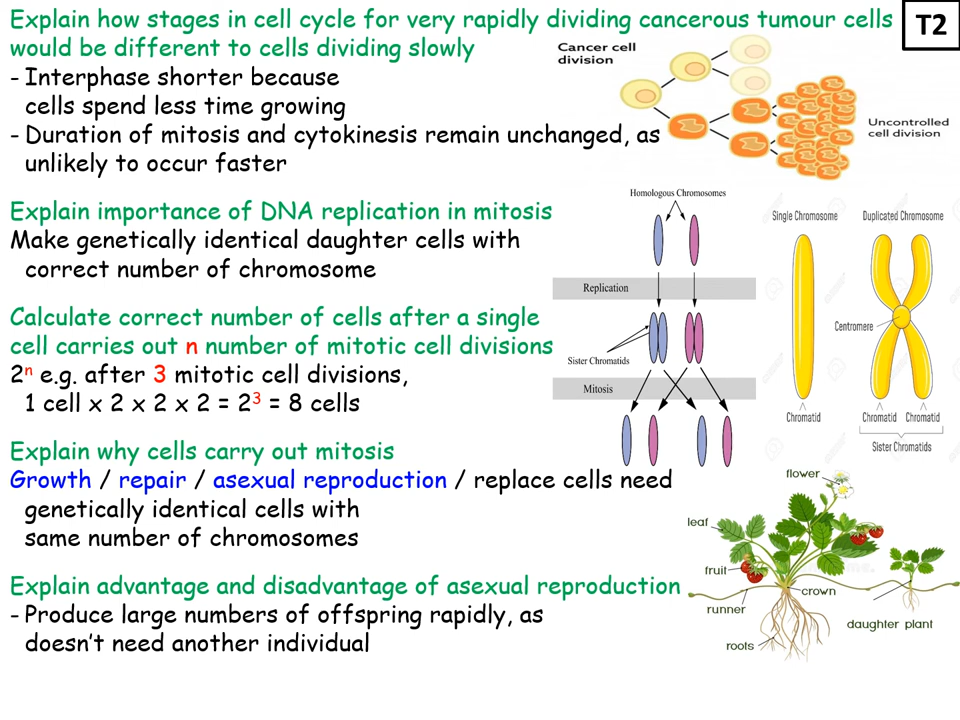 Explain how stages in cell cycle for very rapidly dividing cancerous tumour cells
would be different to cells dividing slowly
T2
- Interphase shorter because
cells spend less time growing
- Duration of mitosis and cytokinesis remain unchanged, as
unlikely to occur faster
Cancer cell
division
Uncontrolled
cell division
Explain importance of DNA replication in mitosis
Make genetically identical daughter cells with
correct number of chromosome
Homologous Chromosomes
Replication
Sister Chromatids
Mitosis
Single Chromosome
Duplicated Chromosome
Centromere
Chromatid
Chromatid
Chromatid
Sister Chromatids
Calculate correct number of cells after a single
cell carries out n number of mitotic cell divisions
2ⁿ e.g. after 3 mitotic cell divisions,
1 cell x 2 x 2 x 2 = 2³ = 8 cells
Explain why cells carry out mitosis
Growth / repair / asexual reproduction / replace cells need
genetically identical cells with
same number of chromosomes
flower
leaf
fruit
crown
runner
daughter plant
roots
Explain advantage and disadvantage of asexual reproduction
- Produce large numbers of offspring rapidly, as
doesn't need another individual